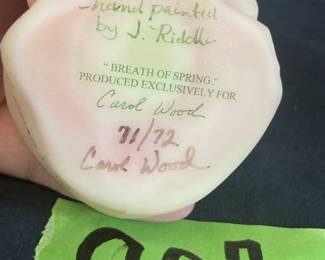 hand painted
by J. Riddle
"BREATH OF SPRING,"
PRODUCED EXCLUSIVELY FOR
Carol Wood
71/72
Carol Wood